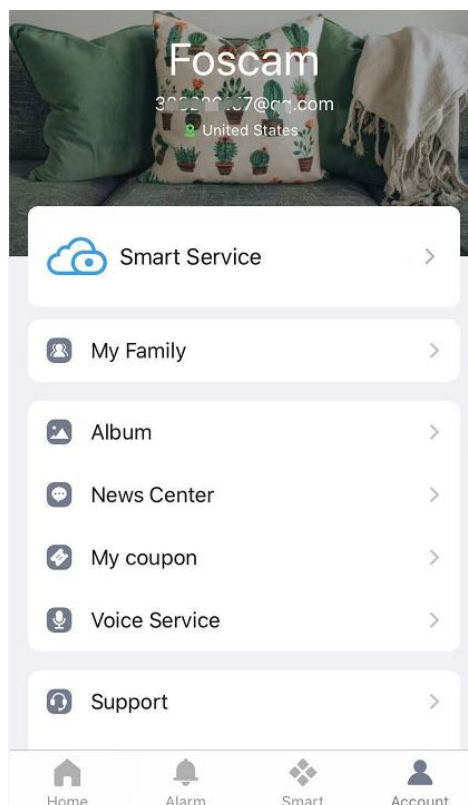 Foscam
United States
Smart Service
My Family
Album
News Center
My coupon
Voice Service
Support
Home
Alarm
Smart
Account